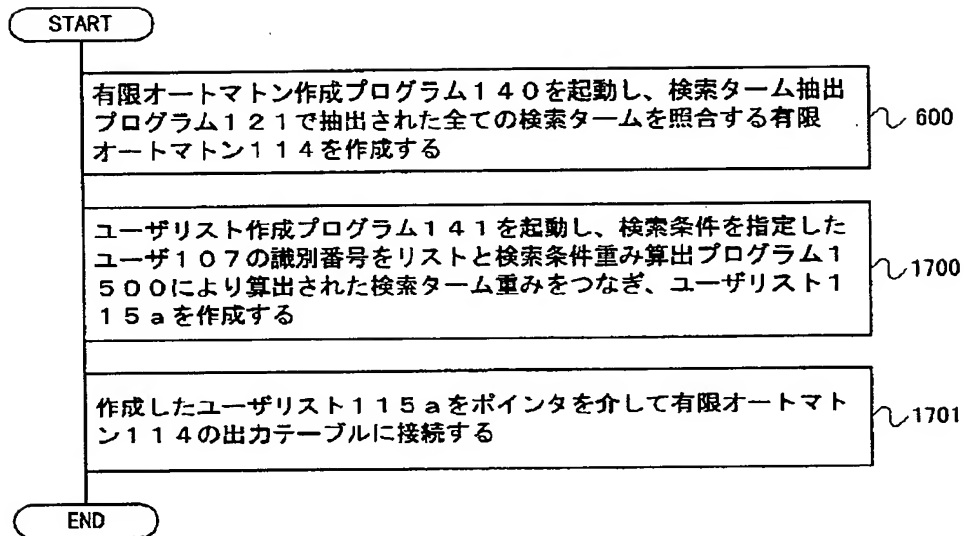 START
有限オートマトン作成プログラム140を起動し、検索ターム抽出
プログラム121で抽出された全ての検索タームを照合する有限
オートマトン114を作成する
600
ユーザリスト作成プログラム141を起動し、検索条件を指定した
ユーザ107の識別番号をリストと検索条件重み算出プログラム1
500により算出された検索ターム重みをつなぎ、ユーザリスト1
15aを作成する
1700
作成したユーザリスト115aをポインタを介して有限オートマト
ン114の出力テーブルに接続する
1701
END